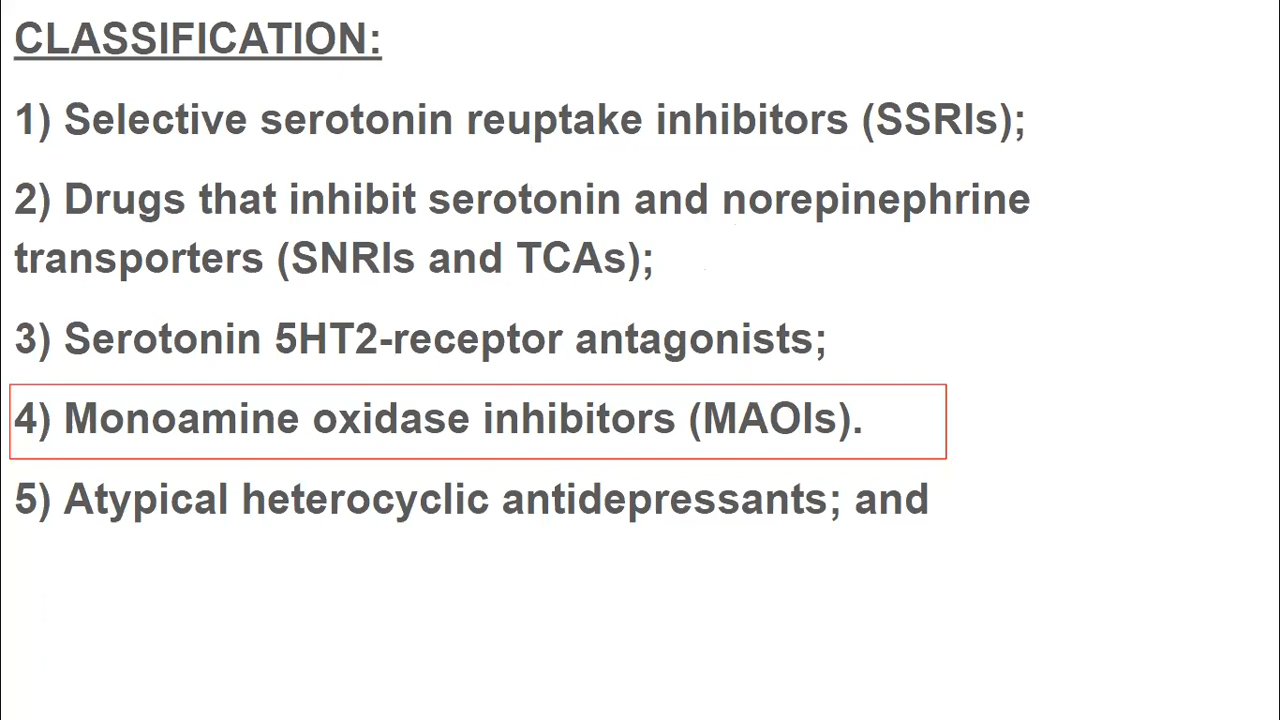 CLASSIFICATION:
1) Selective serotonin reuptake inhibitors (SSRIs);
2) Drugs that inhibit serotonin and norepinephrine
transporters (SNRIs and TCAs);
3) Serotonin 5HT2-receptor antagonists;
4) Monoamine oxidase inhibitors (MAOIs).
5) Atypical heterocyclic antidepressants; and